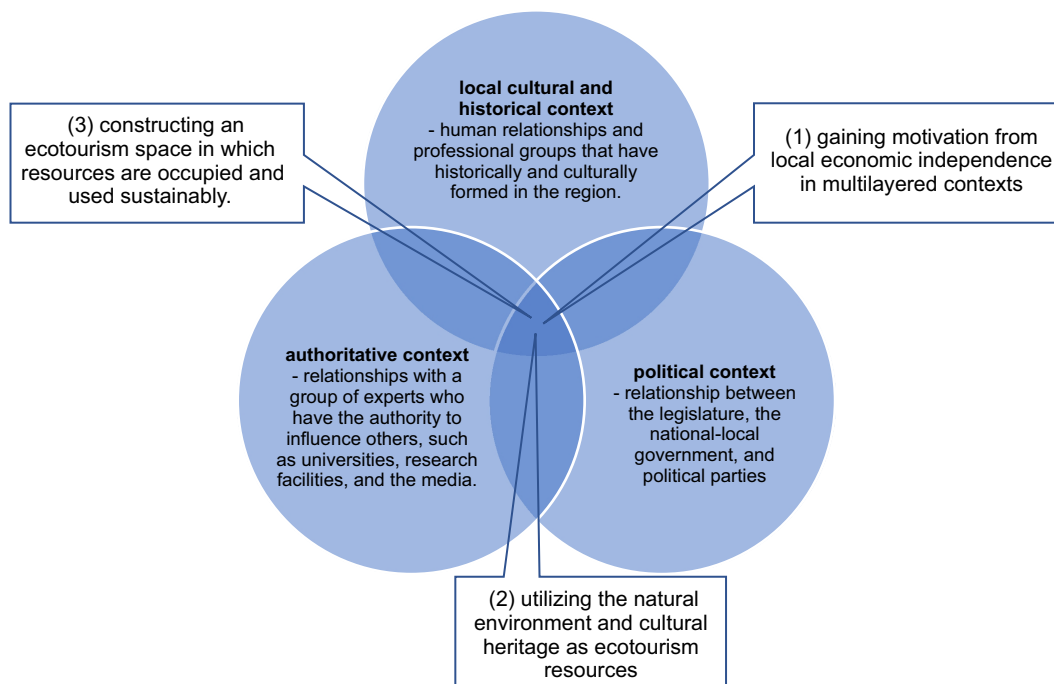 local cultural and
historical context
- human relationships and
professional groups that have
historically and culturally
formed in the region.
(3) constructing an
ecotourism space in which
resources are occupied and
used sustainably.
(1) gaining motivation from
local economic independence
in multilayered contexts
authoritative context
- relationships with a
group of experts who
have the authority to
influence others, such
as universities, research
facilities, and the media.
political context
- relationship between
the legislature, the
national-local
government, and
political parties
(2) utilizing the natural
environment and cultural
heritage as ecotourism
resources